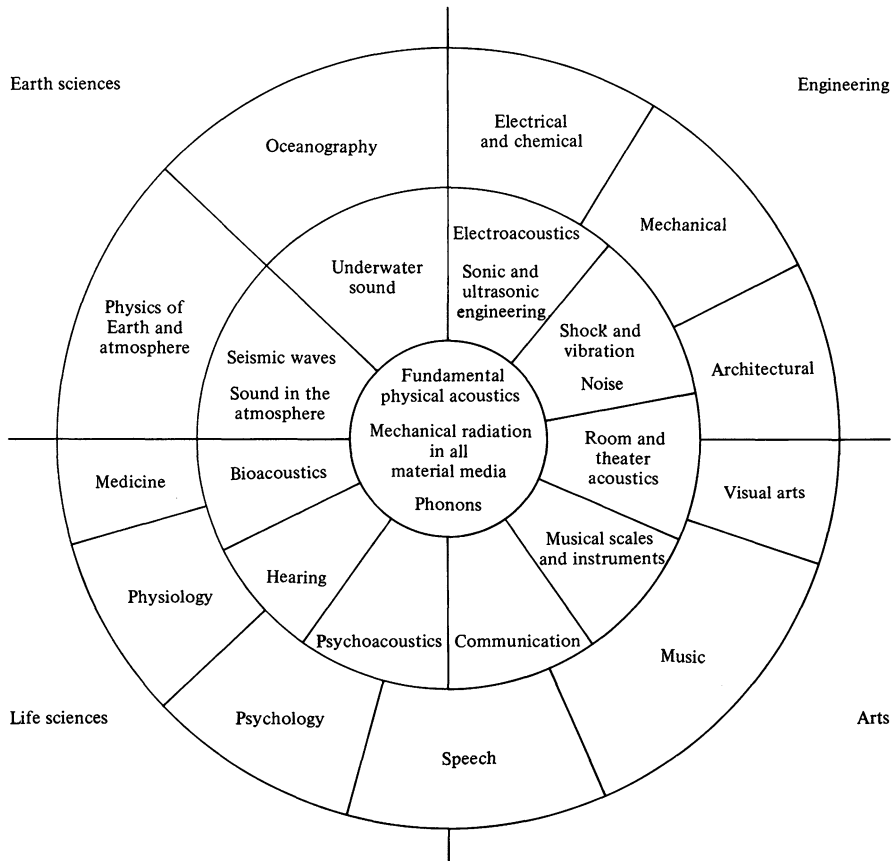 Earth sciences
Engineering
Oceanography
Electrical
and chemical
Mechanical
Architectural
Physics of
Earth and
atmosphere
Underwater
sound
Electroacoustics
Sonic and
ultrasonic
engineering
Shock and
vibration
Noise
Seismic waves
Sound in the
atmosphere
Fundamental
physical acoustics
Mechanical radiation
in all
material media
Phonons
Room and
theater
acoustics
Medicine
Bioacoustics
Visual arts
Musical scales
and instruments
Hearing
Physiology
Psychoacoustics
Communication
Music
Life sciences
Psychology
Speech
Arts